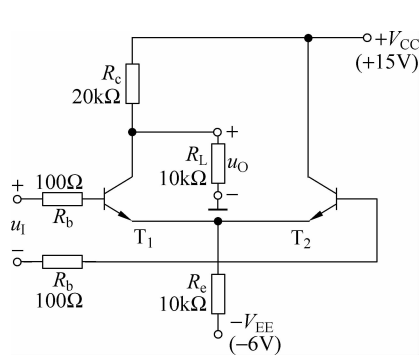 +V_CC
(+15V)
R_c
20kΩ
+
R_L
10kΩ
u_O
−
+
100Ω
R_b
u_I
T_1
T_2
−
R_b
100Ω
R_e
10kΩ
−V_EE
(−6V)